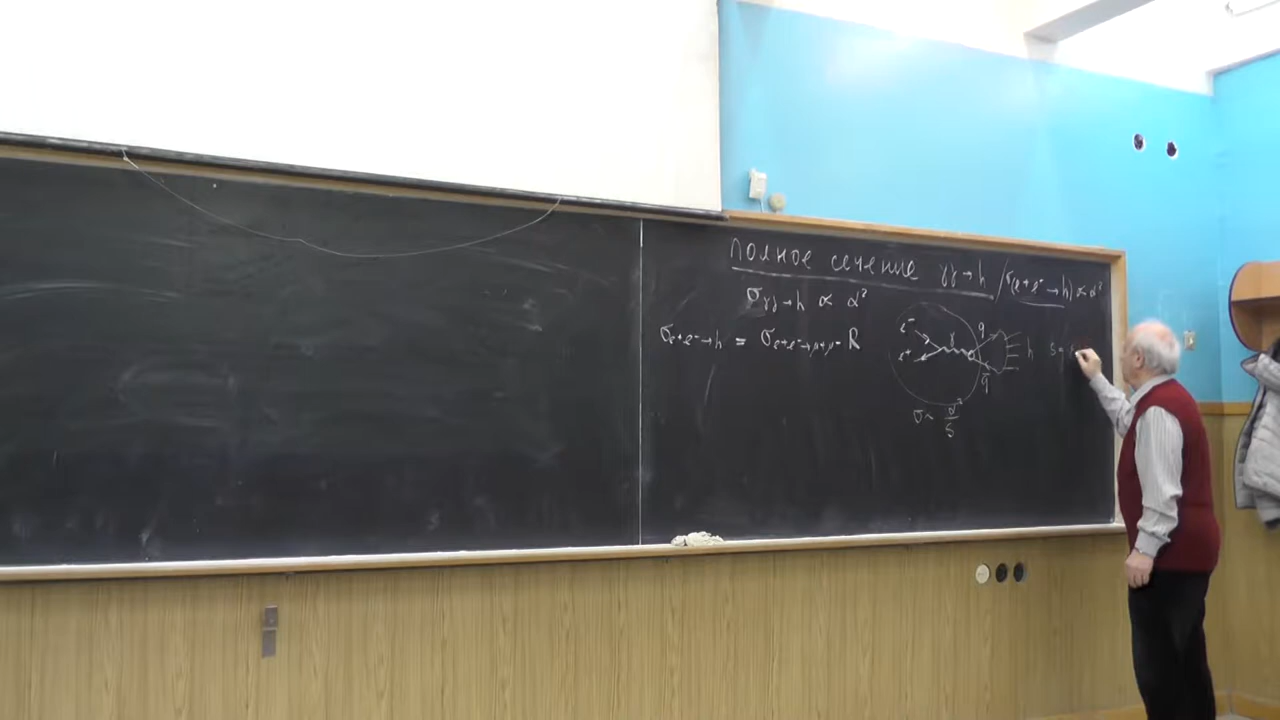 Полное сечение γγ → h / σ(e⁺e⁻ → h) ∝ α²
σγγ→h ∝ α²
σe⁺e⁻→h = σe⁺e⁻→μ⁺μ⁻ R
e⁻ γ q
e⁺ q̄ h
s =
σ ~ α²/s